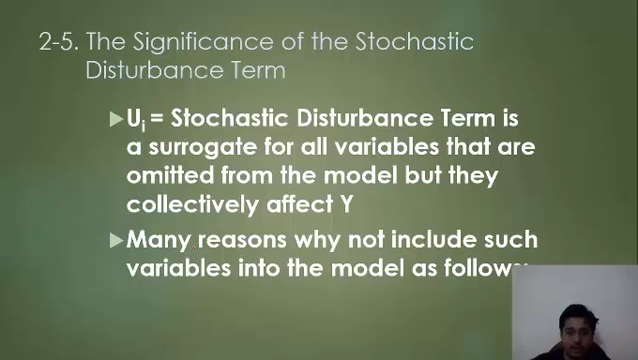 2-5. The Significance of the Stochastic
Disturbance Term
Ui = Stochastic Disturbance Term is
a surrogate for all variables that are
omitted from the model but they
collectively affect Y
Many reasons why not include such
variables into the model as follows: